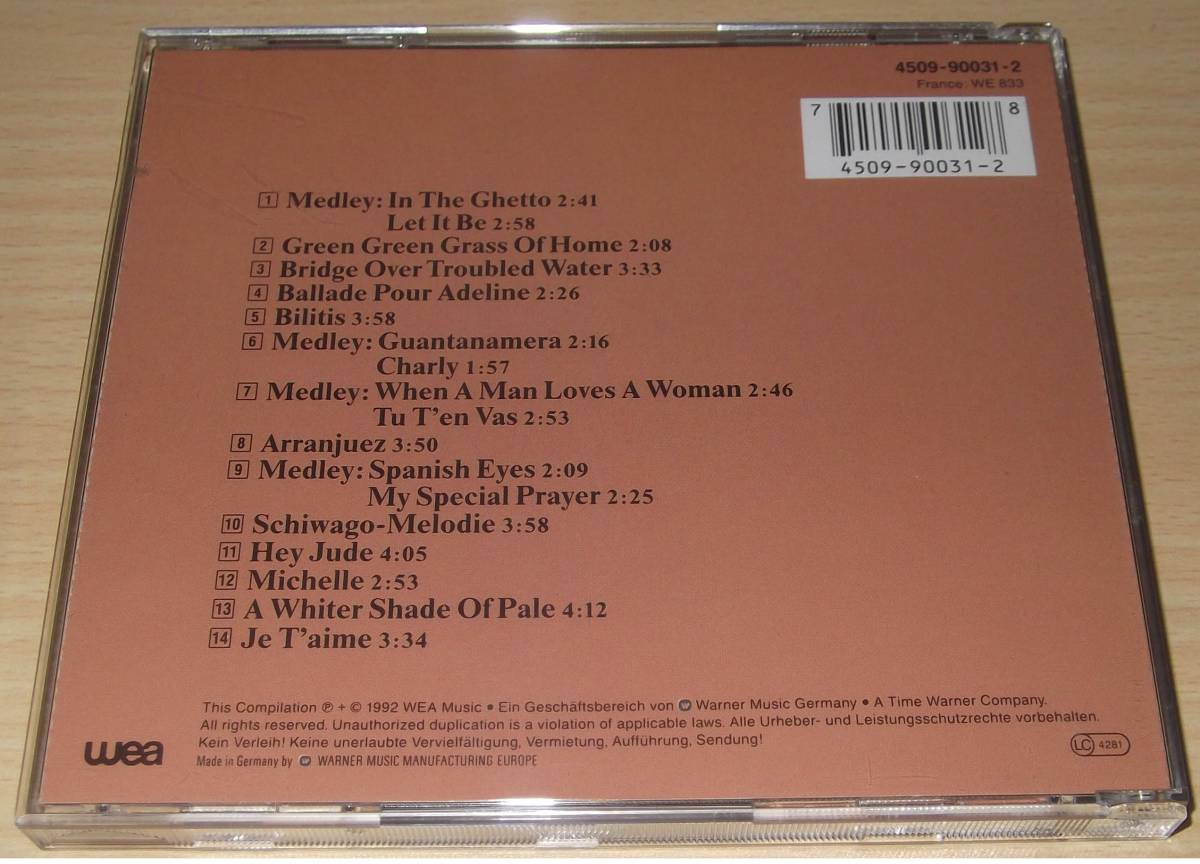 4509-90031-2
France: WE 833
7 8
4509-90031-2
1 Medley: In The Ghetto 2:41
Let It Be 2:58
2 Green Green Grass Of Home 2:08
3 Bridge Over Troubled Water 3:33
4 Ballade Pour Adeline 2:26
5 Bilitis 3:58
6 Medley: Guantanamera 2:16
Charly 1:57
7 Medley: When A Man Loves A Woman 2:46
Tu T'en Vas 2:53
8 Arranjuez 3:50
9 Medley: Spanish Eyes 2:09
My Special Prayer 2:25
10 Schiwago-Melodie 3:58
11 Hey Jude 4:05
12 Michelle 2:53
13 A Whiter Shade Of Pale 4:12
14 Je T'aime 3:34
This Compilation ℗ + © 1992 WEA Music • Ein Geschäftsbereich von Warner Music Germany • A Time Warner Company.
All rights reserved. Unauthorized duplication is a violation of applicable laws. Alle Urheber- und Leistungsschutzrechte vorbehalten.
Kein Verleih! Keine unerlaubte Vervielfältigung, Vermietung, Aufführung, Sendung!
Made in Germany by WARNER MUSIC MANUFACTURING EUROPE
wea
LC 4281